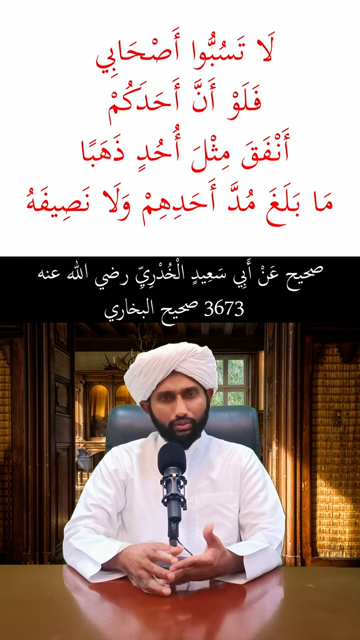 لَا تَسُبُّوا أَصْحَابِي
فَلَوْ أَنَّ أَحَدَكُمْ
أَنْفَقَ مِثْلَ أُحُدٍ ذَهَبًا
مَا بَلَغَ مُدَّ أَحَدِهِمْ وَلَا نَصِيفَهُ
صحيح عَنْ أَبِي سَعِيدٍ الْخُدْرِيِّ رضي الله عنه
3673 صحيح البخاري